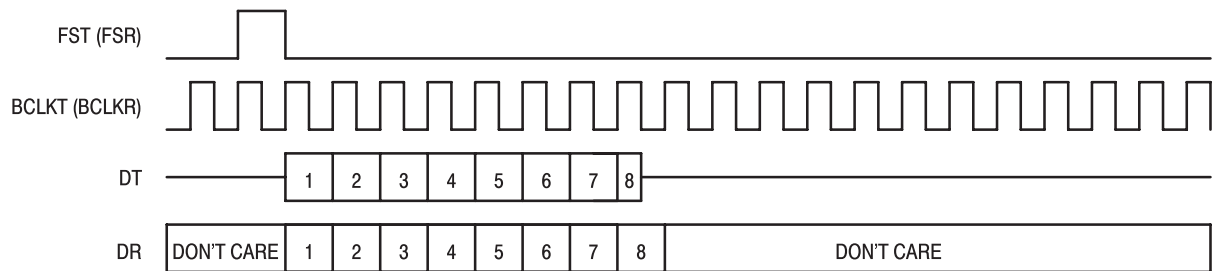 FST (FSR)
BCLKT (BCLKR)
DT 1 2 3 4 5 6 7 8
DR DON'T CARE 1 2 3 4 5 6 7 8 DON'T CARE